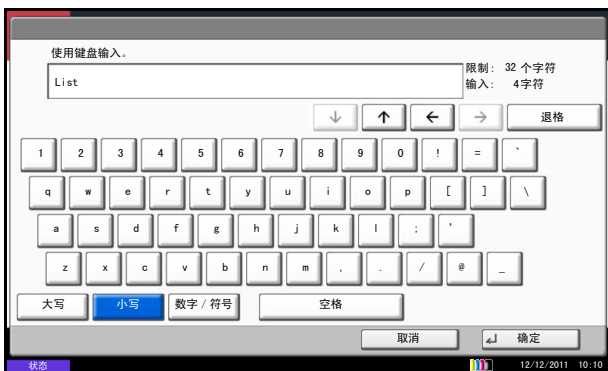 使用键盘输入。
List
限制: 32 个字符
输入: 4字符
↓ ↑ ← → 退格
1 2 3 4 5 6 7 8 9 0 ! = `
q w e r t y u i o p [ ] \
a s d f g h j k l ; '
z x c v b n m , . / @ _
大写 小写 数字 / 符号 空格
取消 确定
状态 12/12/2011 10:10